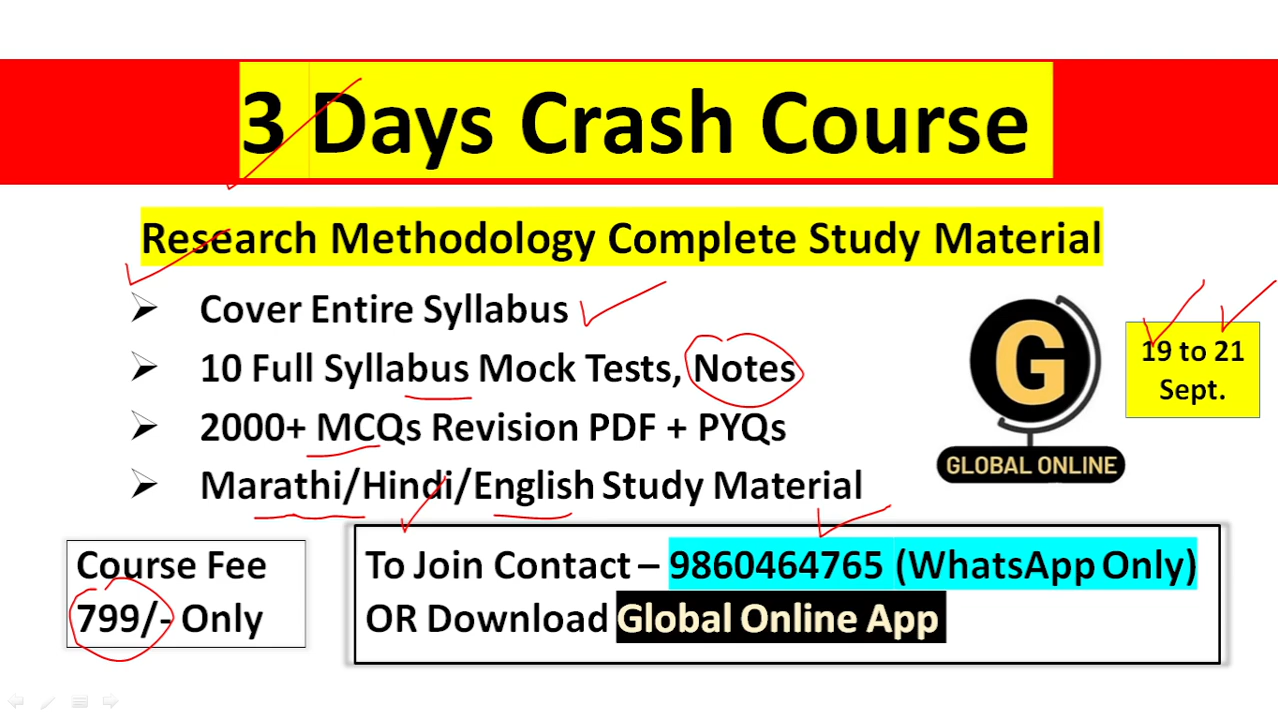 3 Days Crash Course
Research Methodology Complete Study Material
Cover Entire Syllabus
10 Full Syllabus Mock Tests, Notes
2000+ MCQs Revision PDF + PYQs
Marathi/Hindi/English Study Material
G
GLOBAL ONLINE
19 to 21
Sept.
Course Fee
799/- Only
To Join Contact – 9860464765 (WhatsApp Only)
OR Download Global Online App